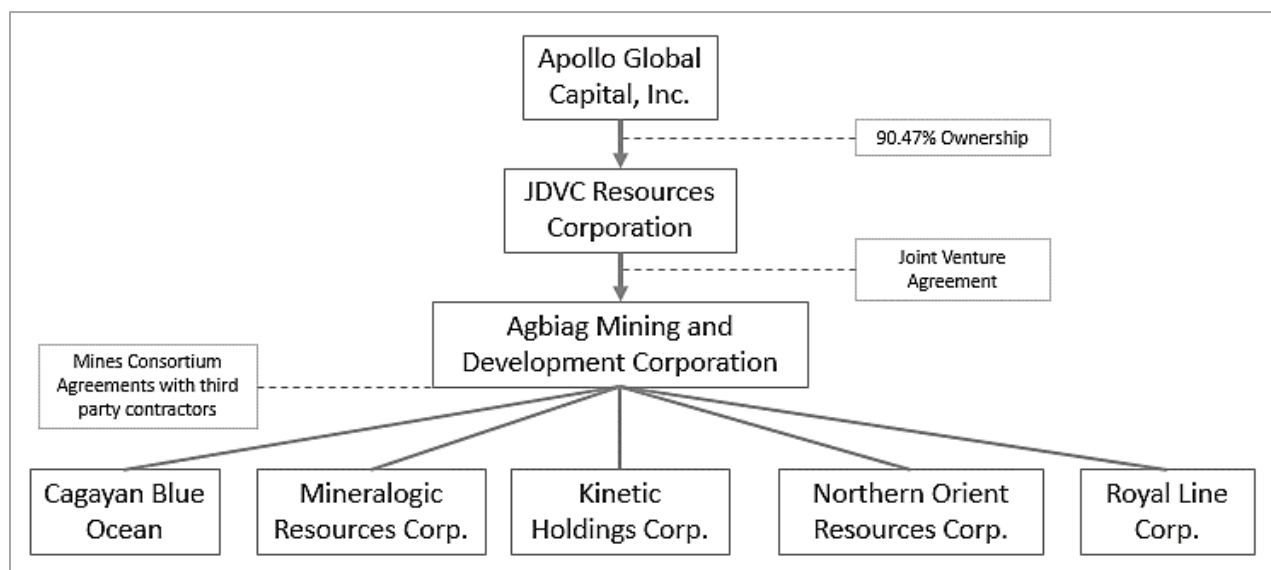 Apollo Global
Capital, Inc.
90.47% Ownership
JDVC Resources
Corporation
Joint Venture
Agreement
Agbiag Mining and
Development Corporation
Mines Consortium
Agreements with third
party contractors
Cagayan Blue
Ocean
Mineralogic
Resources Corp.
Kinetic
Holdings Corp.
Northern Orient
Resources Corp.
Royal Line
Corp.